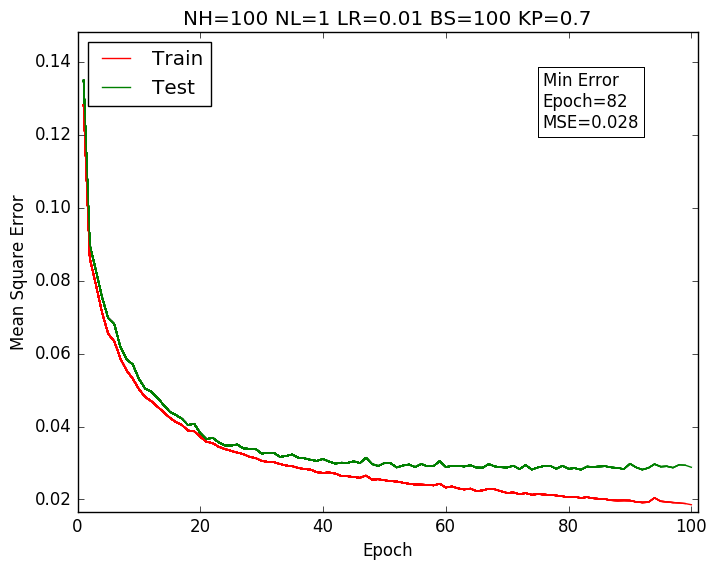 NH=100 NL=1 LR=0.01 BS=100 KP=0.7
Train
Test
Min Error
Epoch=82
MSE=0.028
Mean Square Error
0.14
0.12
0.10
0.08
0.06
0.04
0.02
0 20 40 60 80 100
Epoch